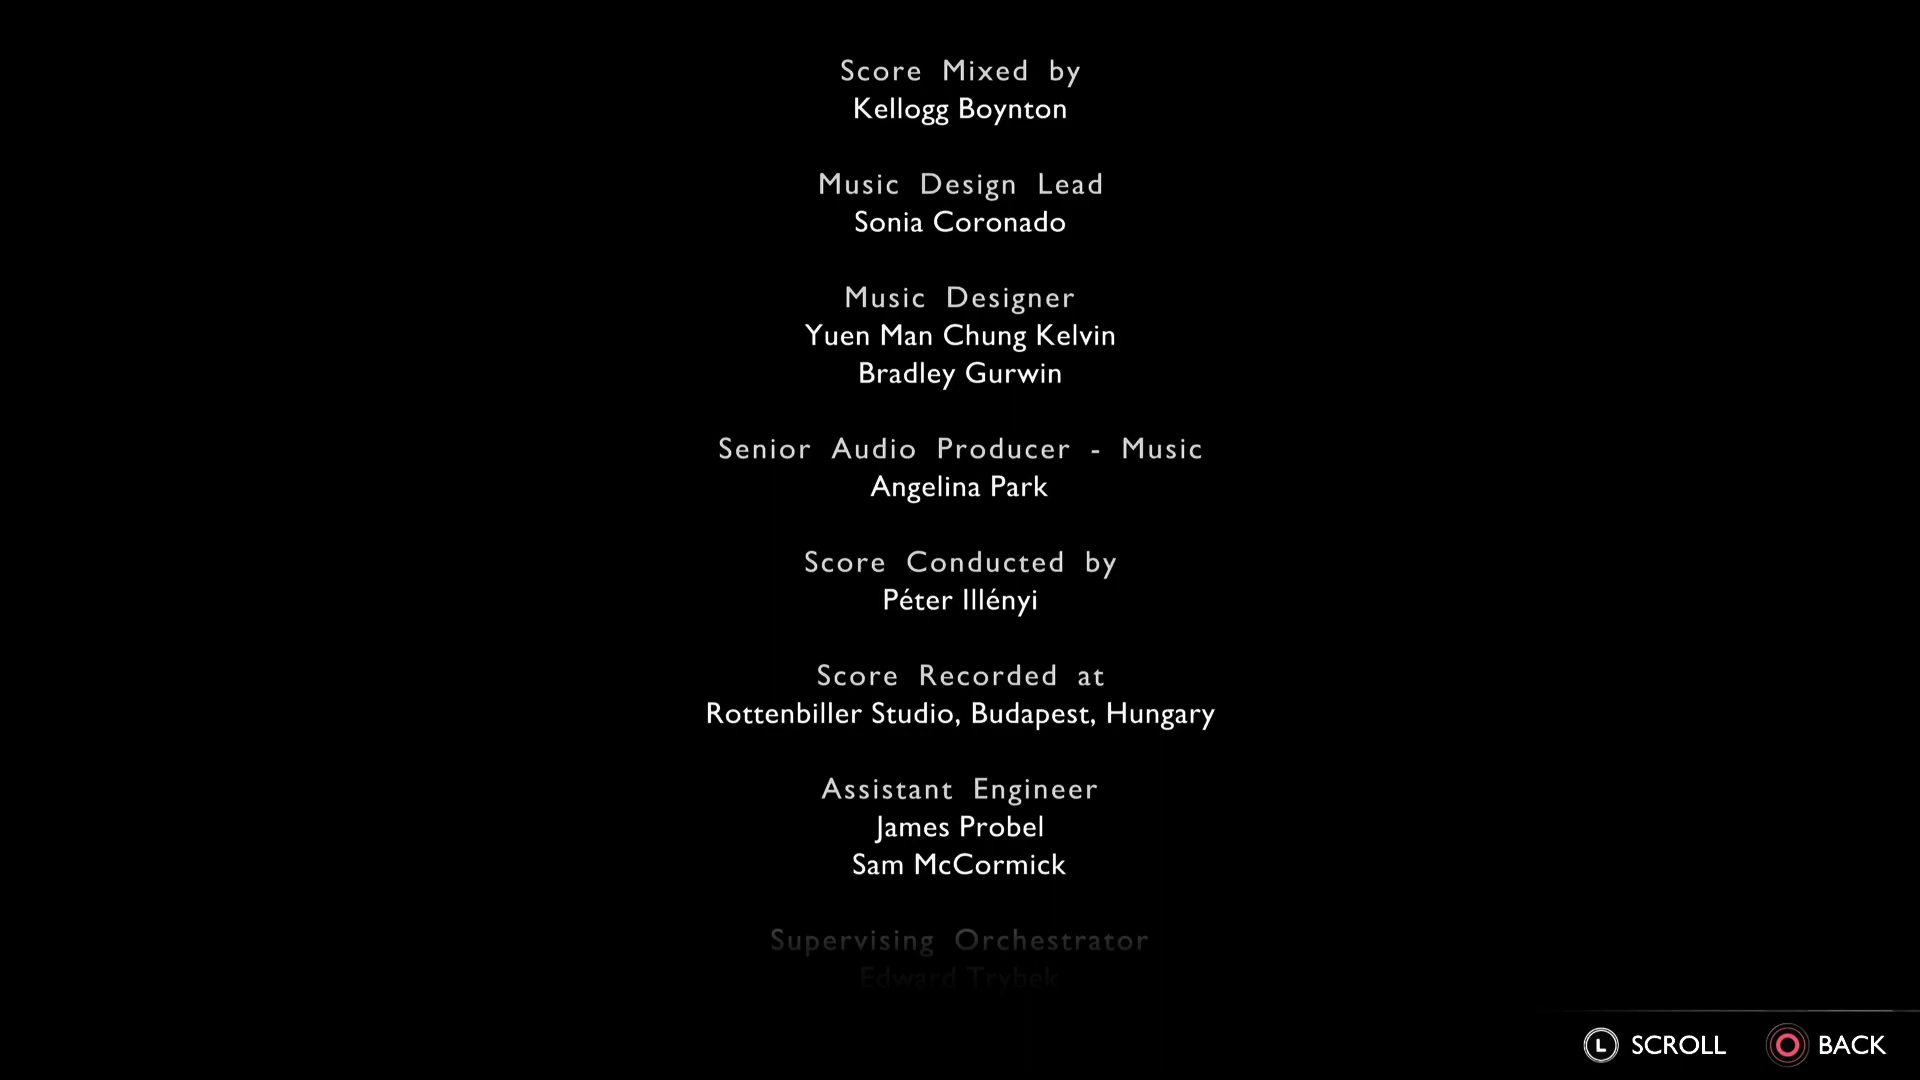 Score Mixed by
Kellogg Boynton
Music Design Lead
Sonia Coronado
Music Designer
Yuen Man Chung Kelvin
Bradley Gurwin
Senior Audio Producer - Music
Angelina Park
Score Conducted by
Péter Illényi
Score Recorded at
Rottenbiller Studio, Budapest, Hungary
Assistant Engineer
James Probel
Sam McCormick
Supervising Orchestrator
Edward Trybek
L SCROLL BACK